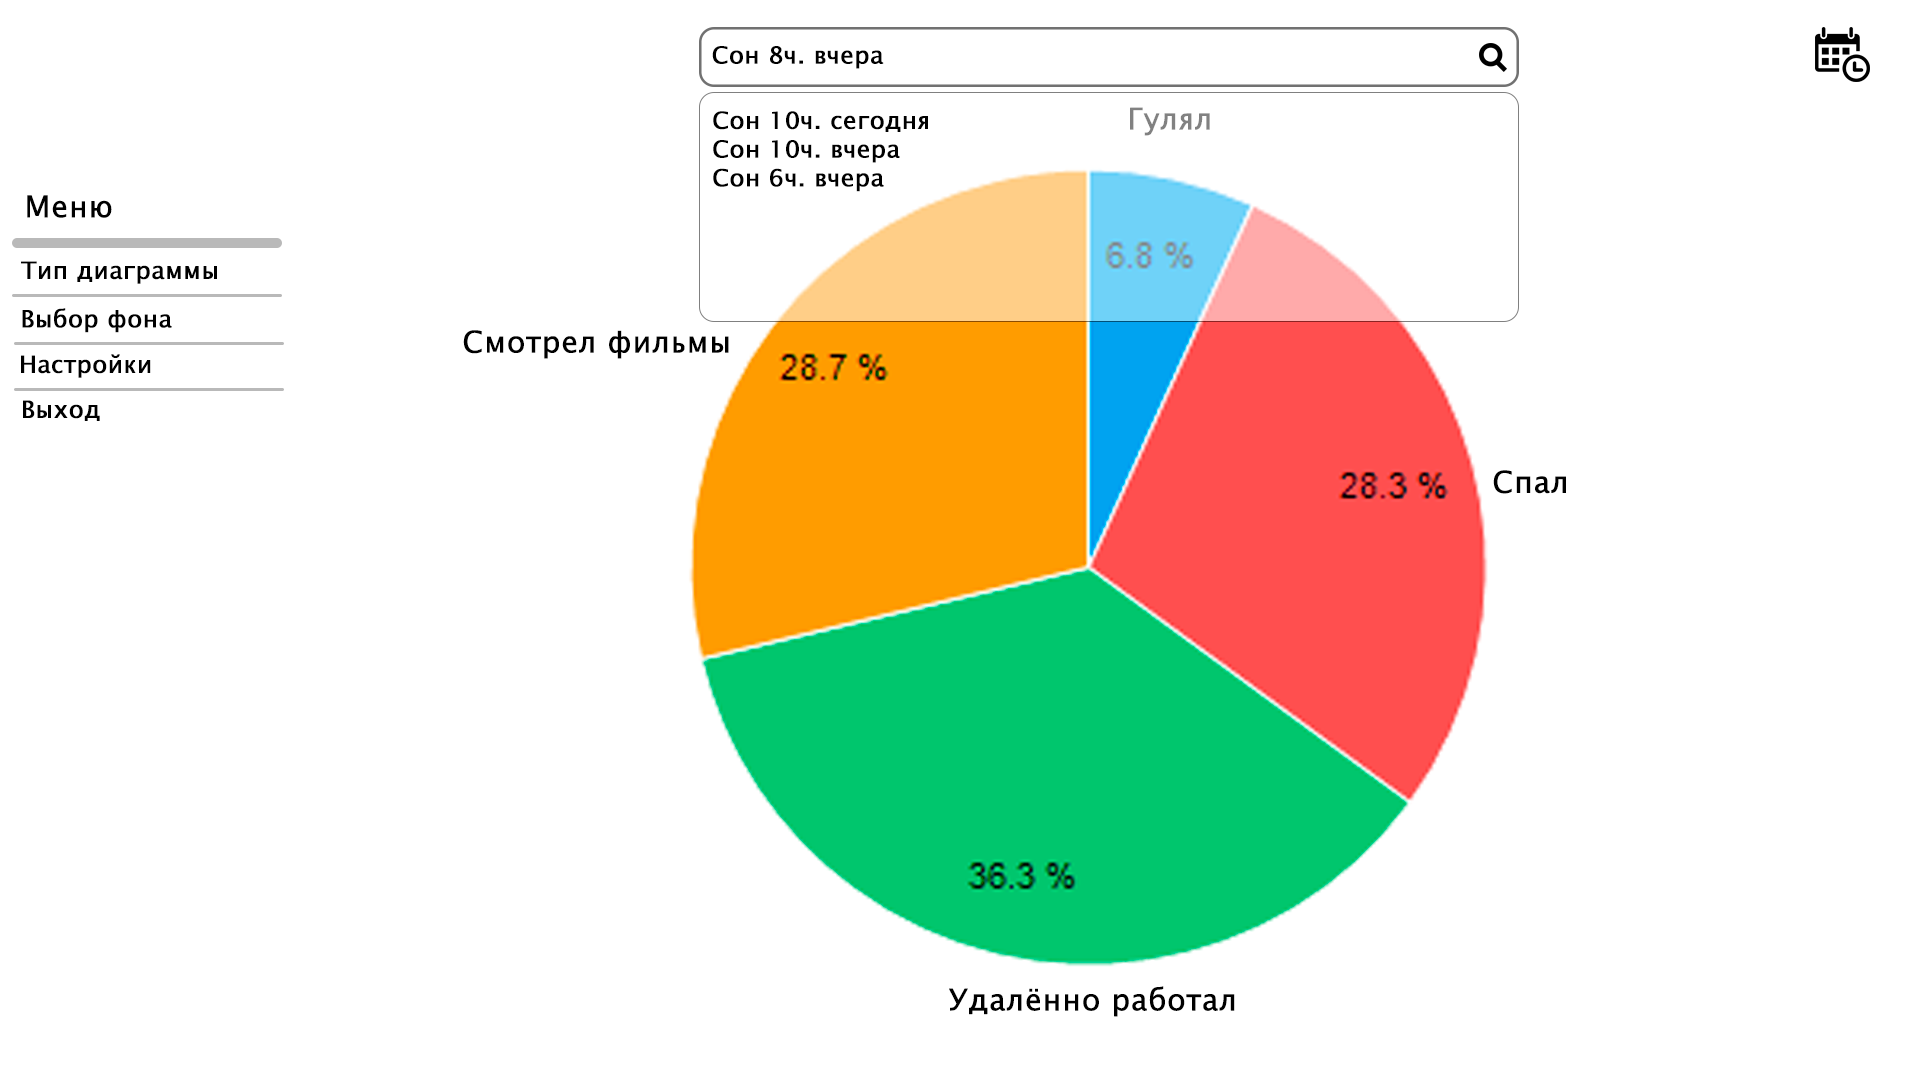 Сон 8ч. вчера
Сон 10ч. сегодня
Сон 10ч. вчера
Сон 6ч. вчера
Гулял
6.8 %
Меню
Тип диаграммы
Выбор фона
Настройки
Выход
Смотрел фильмы
28.7 %
28.3 %
Спал
36.3 %
Удалённо работал